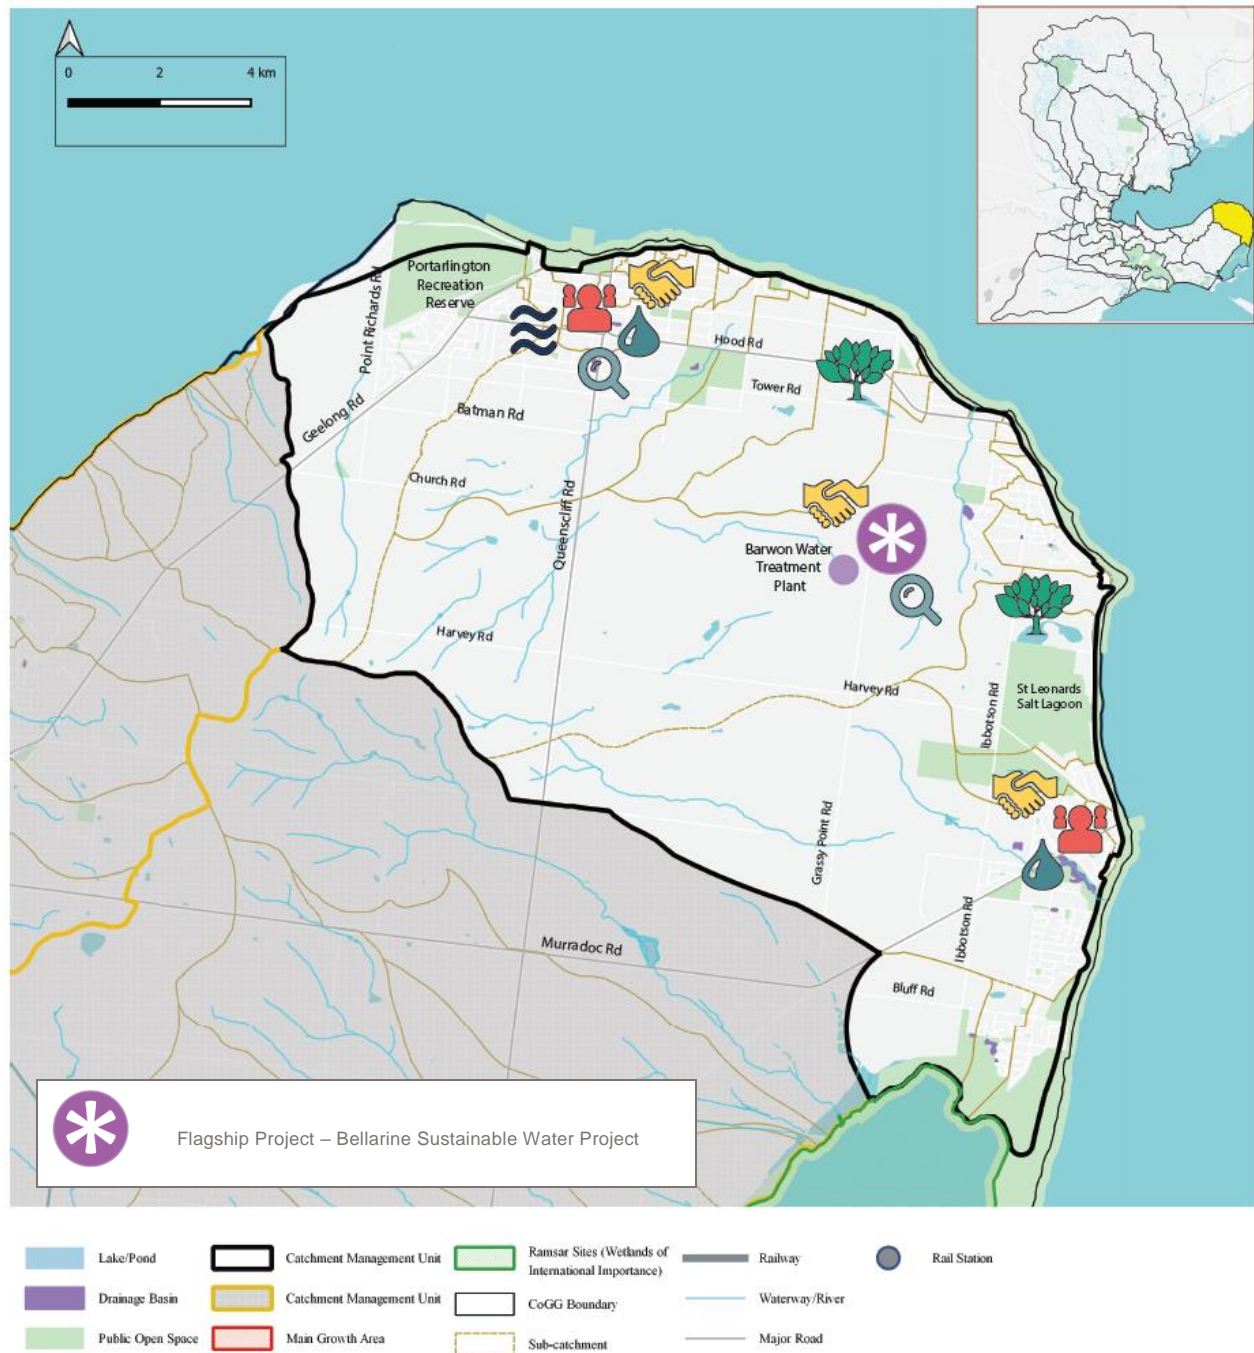 0 2 4 km
Portarlington
Recreation
Reserve
Point Richards Rd
Hood Rd
Tower Rd
Geelong Rd
Batman Rd
Church Rd
Queenscliff Rd
Barwon Water
Treatment
Plant
Harvey Rd
Harvey Rd
Ibbotson Rd
St Leonards
Salt Lagoon
Grassy Point Rd
Ibbotson Rd
Murradoc Rd
Bluff Rd
Flagship Project – Bellarine Sustainable Water Project
Lake/Pond
Catchment Management Unit
Ramsar Sites (Wetlands of
International Importance)
Railway
Rail Station
Drainage Basin
Catchment Management Unit
CoGG Boundary
Waterway/River
Public Open Space
Main Growth Area
Sub-catchment
Major Road